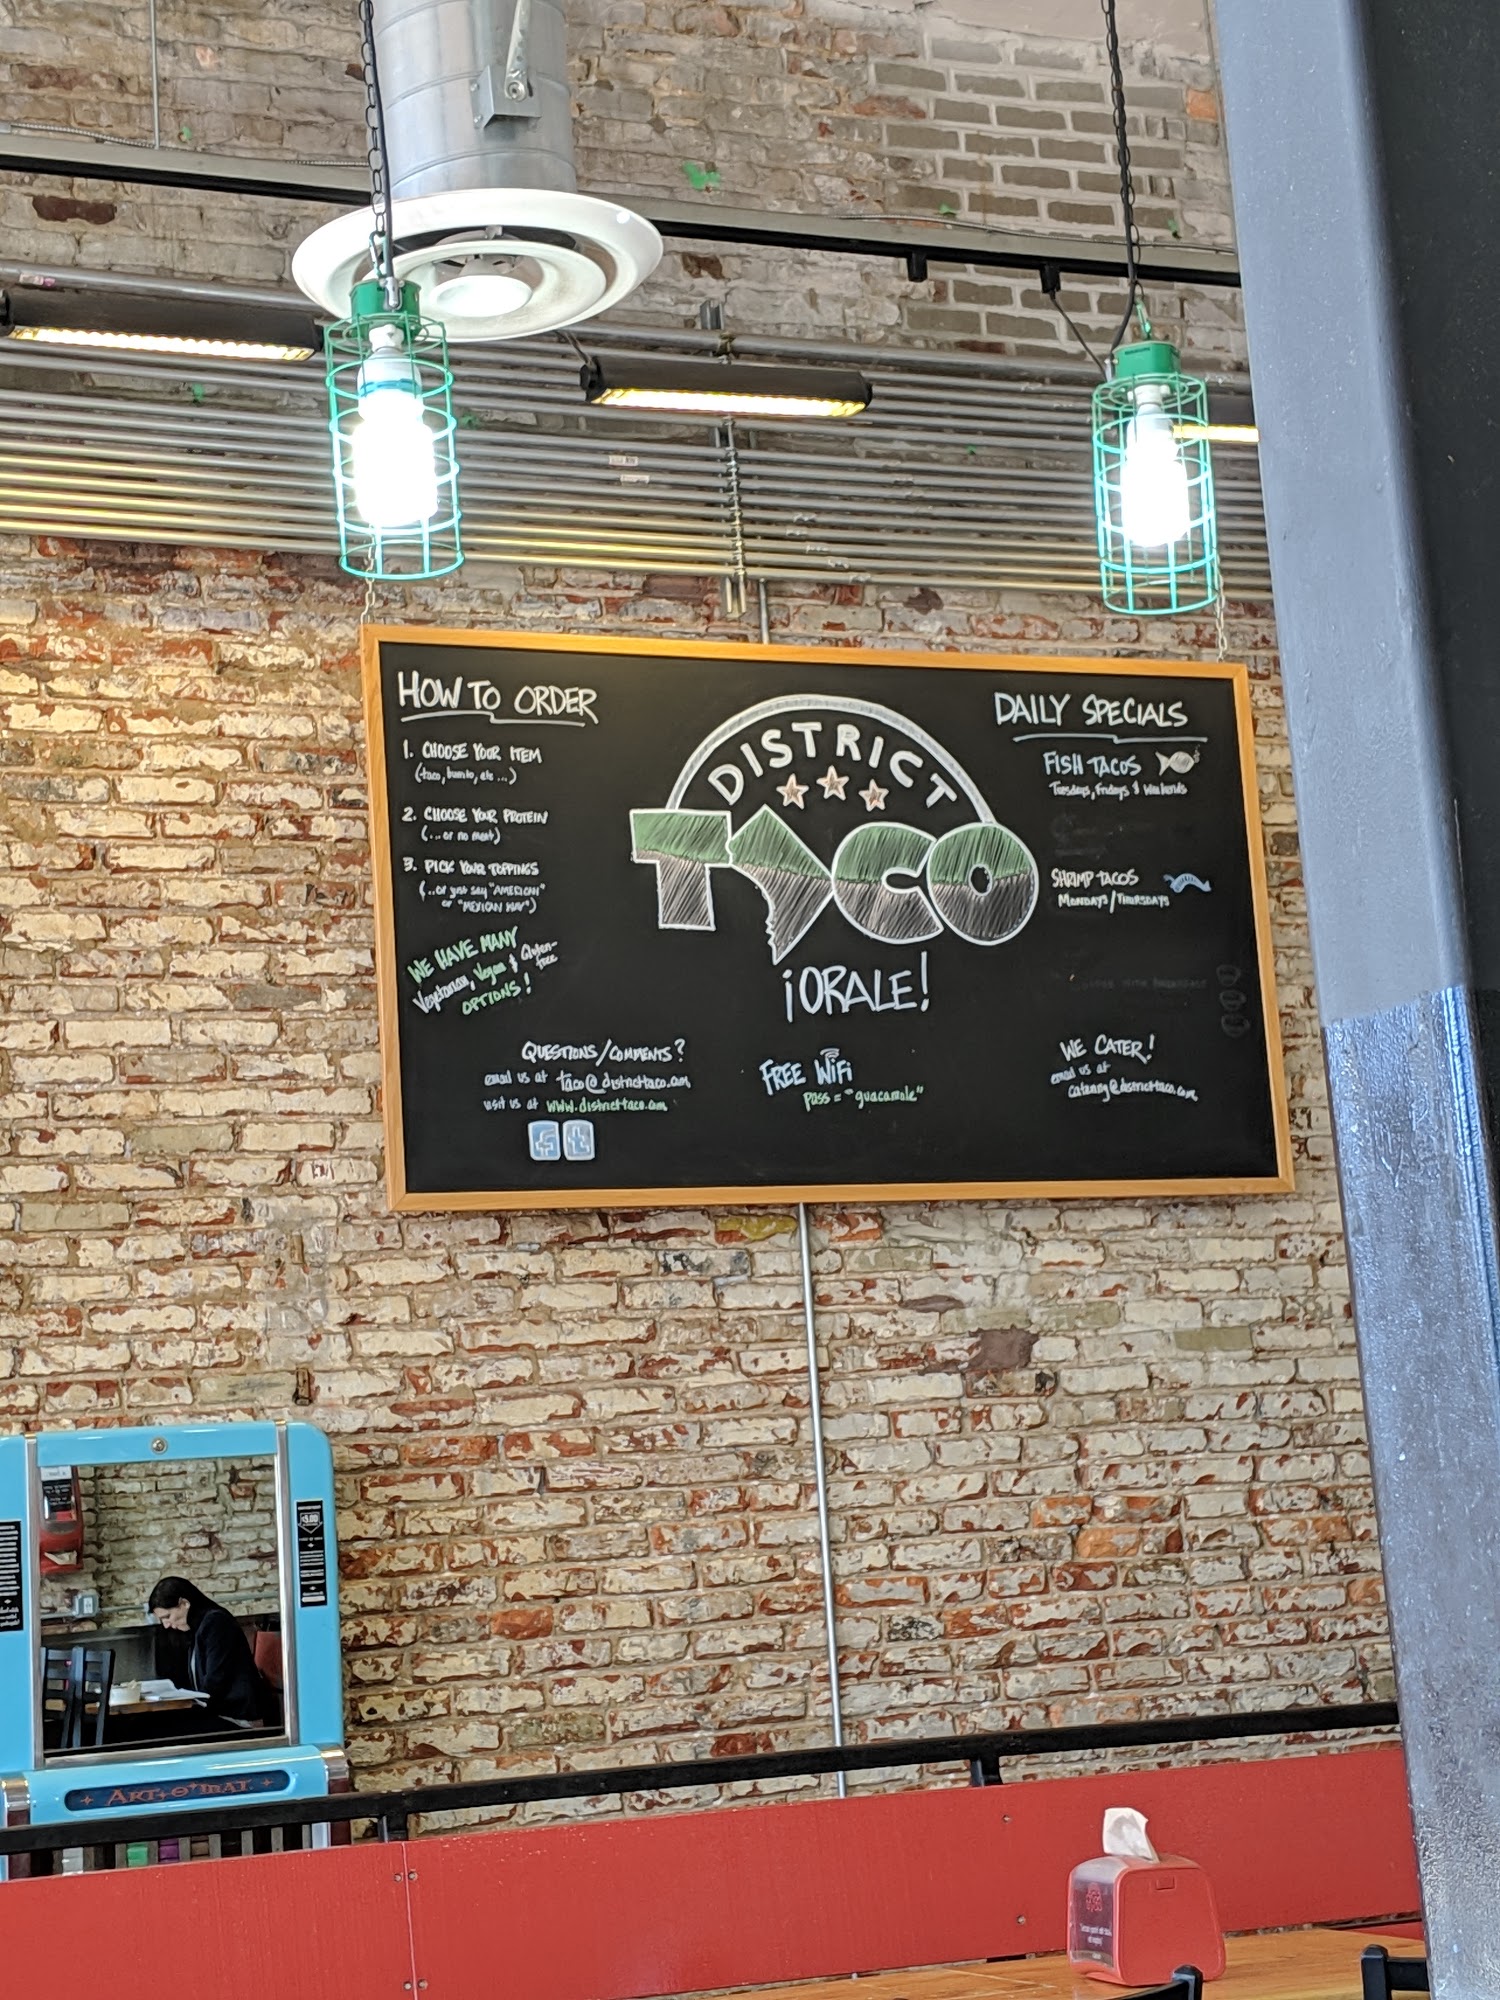 HOW TO ORDER
1. CHOOSE YOUR ITEM
(taco, burrito, etc...)
2. CHOOSE YOUR PROTEIN
(...or no meat)
3. PICK YOUR TOPPINGS
(...or just say "AMERICAN"
or "MEXICAN WAY")
WE HAVE MANY
Vegetarian, Vegan & Gluten-
free
OPTIONS!
DISTRICT
TACO
¡ORALE!
DAILY SPECIALS
FISH TACOS
Tuesdays, Fridays & Weekends
SHRIMP TACOS
MONDAYS/THURSDAYS
QUESTIONS/COMMENTS?
email us at taco@districttaco.com
visit us at www.districttaco.com
f t
FREE WiFi
pass = "guacamole"
WE CATER!
email us at
catering@districttaco.com
$5.00
ART-O-MAT